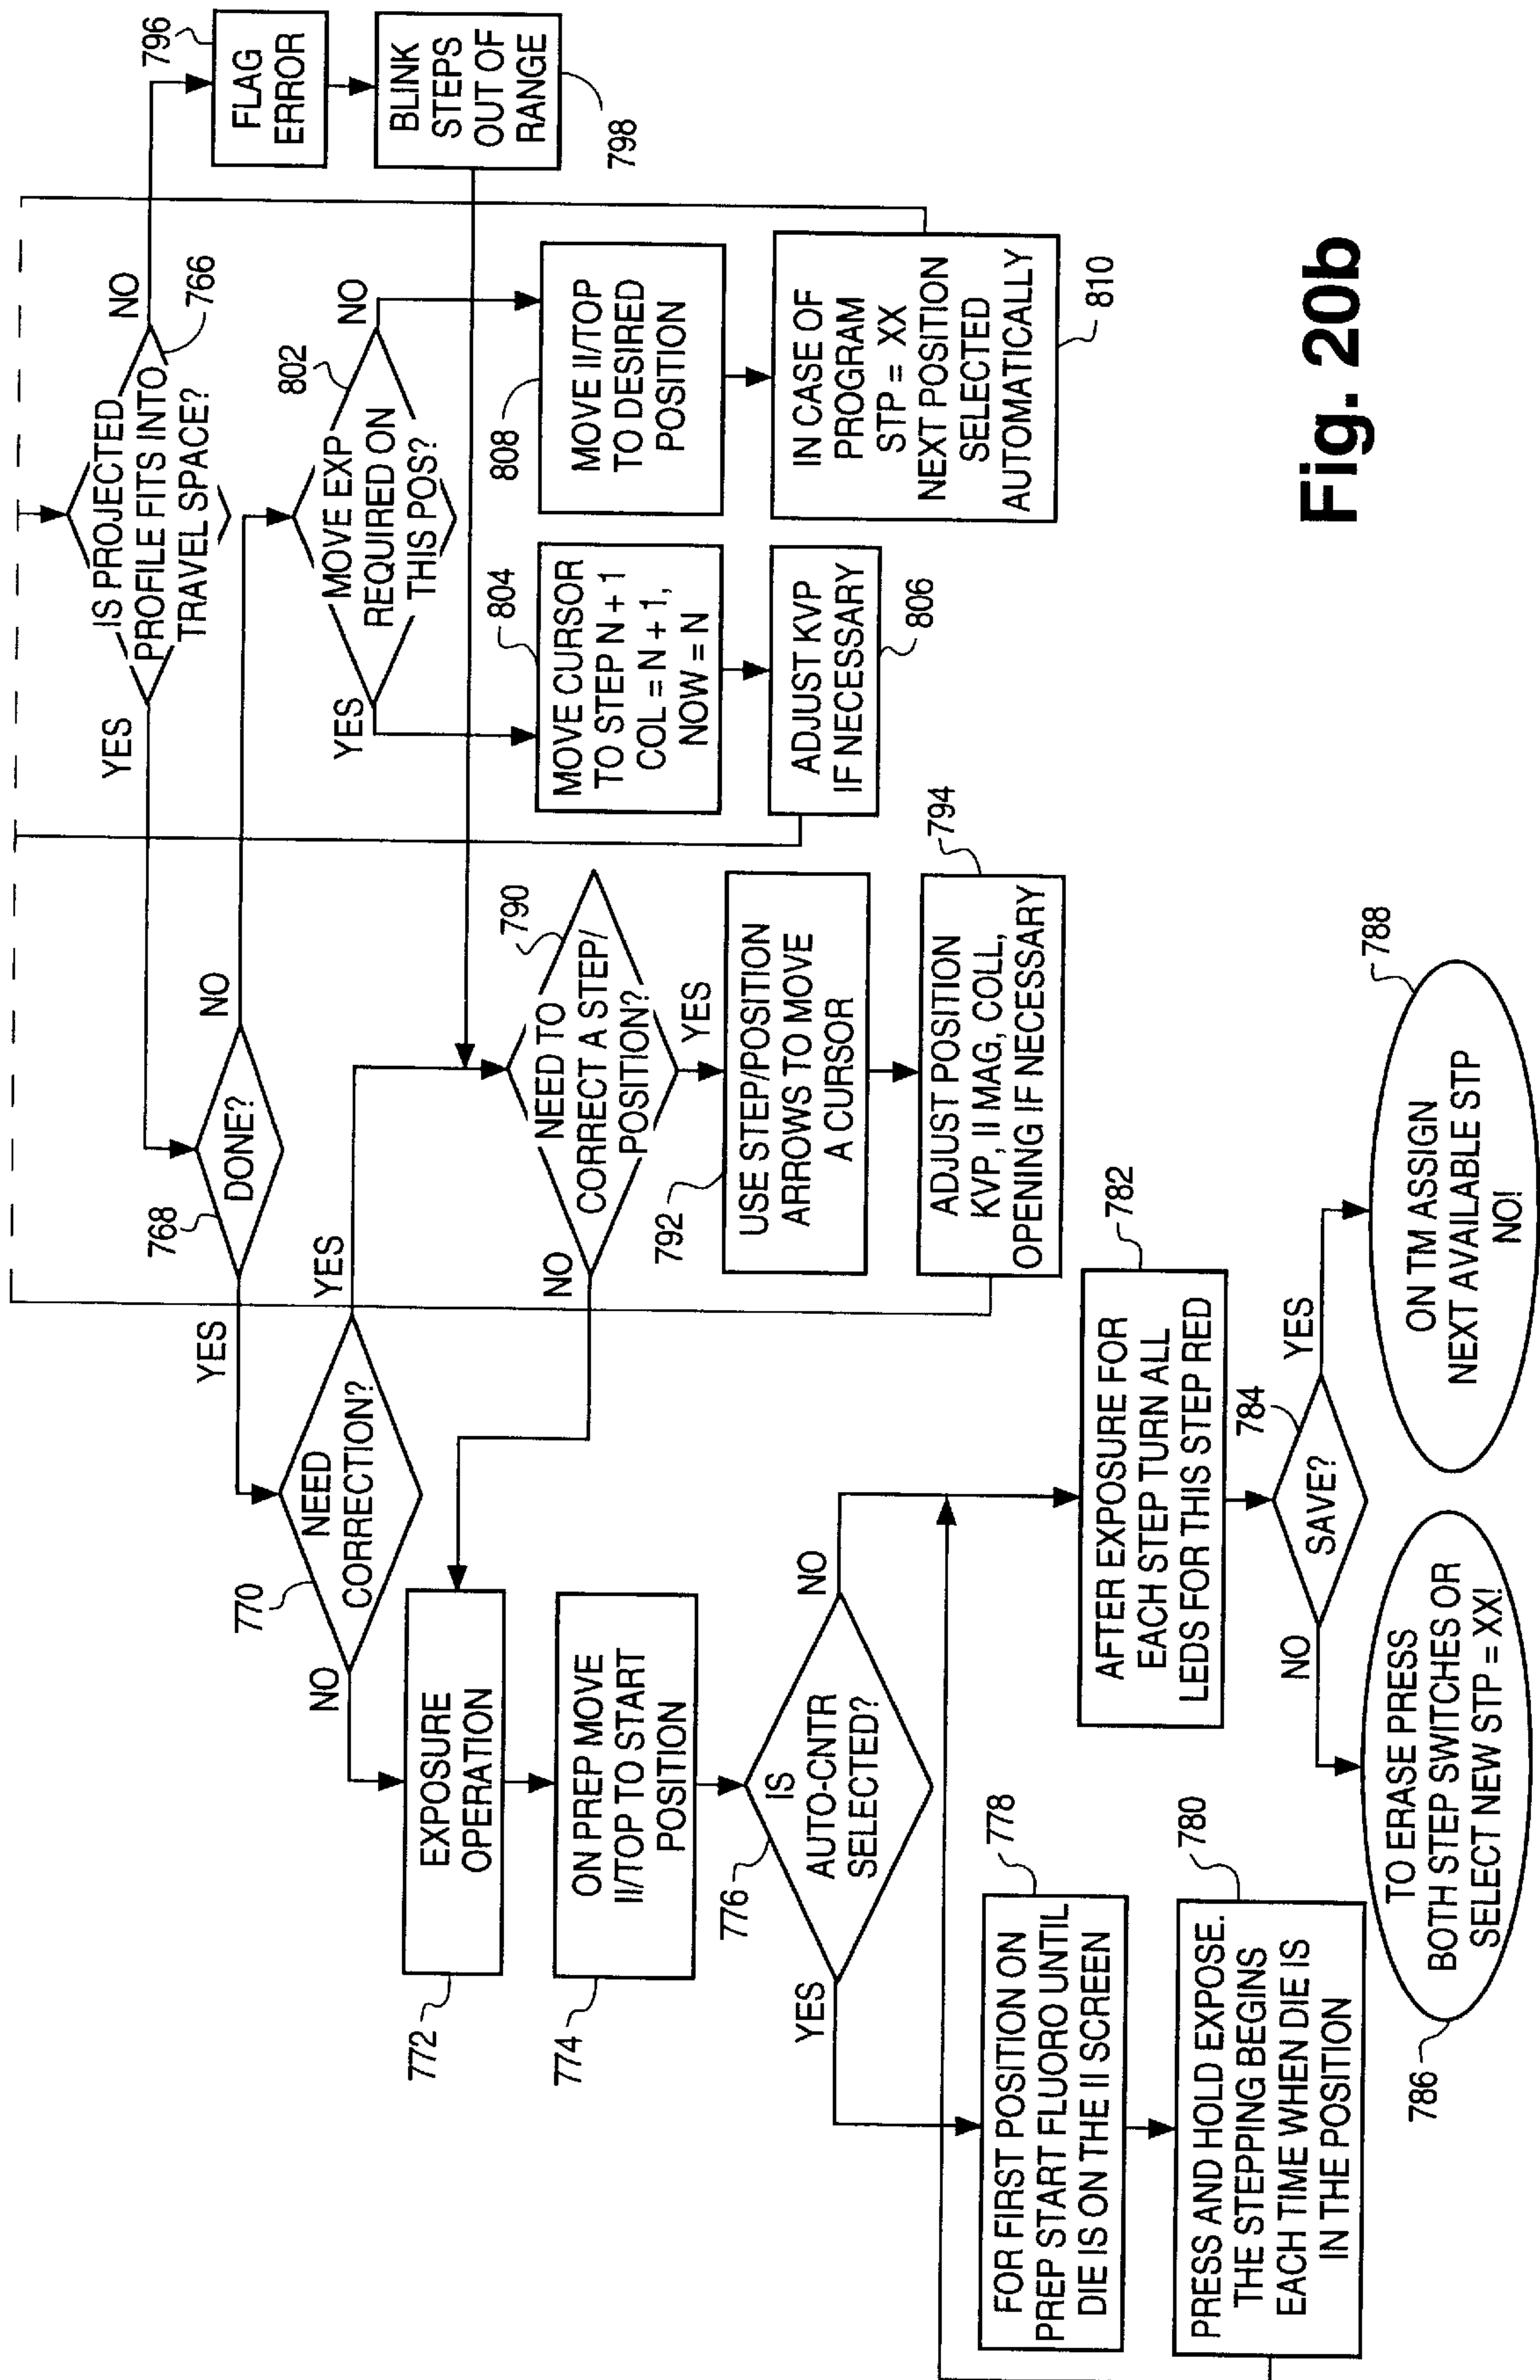 IS PROJECTED
PROFILE FITS INTO
TRAVEL SPACE?
766
YES
NO
796
FLAG
ERROR
BLINK
STEPS
OUT OF
RANGE
798
768
DONE?
YES
NO
802
MOVE EXP
REQUIRED ON
THIS POS?
YES
NO
804
MOVE CURSOR
TO STEP N + 1
COL = N + 1,
NOW = N
ADJUST KVP
IF NECESSARY
806
808
MOVE II/TOP
TO DESIRED
POSITION
IN CASE OF
PROGRAM
STP = XX
NEXT POSITION
SELECTED
AUTOMATICALLY
810
770
NEED
CORRECTION?
YES
NO
790
NEED TO
CORRECT A STEP/
POSITION?
NO
YES
792
USE STEP/POSITION
ARROWS TO MOVE
A CURSOR
794
ADJUST POSITION
KVP, II MAG, COLL,
OPENING IF NECESSARY
EXPOSURE
OPERATION
772
ON PREP MOVE
II/TOP TO START
POSITION
774
IS
AUTO-CNTR
SELECTED?
776
YES
NO
FOR FIRST POSITION ON
PREP START FLUORO UNTIL
DIE IS ON THE II SCREEN
778
PRESS AND HOLD EXPOSE.
THE STEPPING BEGINS
EACH TIME WHEN DIE IS
IN THE POSITION
780
782
AFTER EXPOSURE FOR
EACH STEP TURN ALL
LEDS FOR THIS STEP RED
784
SAVE?
NO
YES
TO ERASE PRESS
BOTH STEP SWITCHES OR
SELECT NEW STP = XX!
786
788
ON TM ASSIGN
NEXT AVAILABLE STP
NO!
Fig. 20b